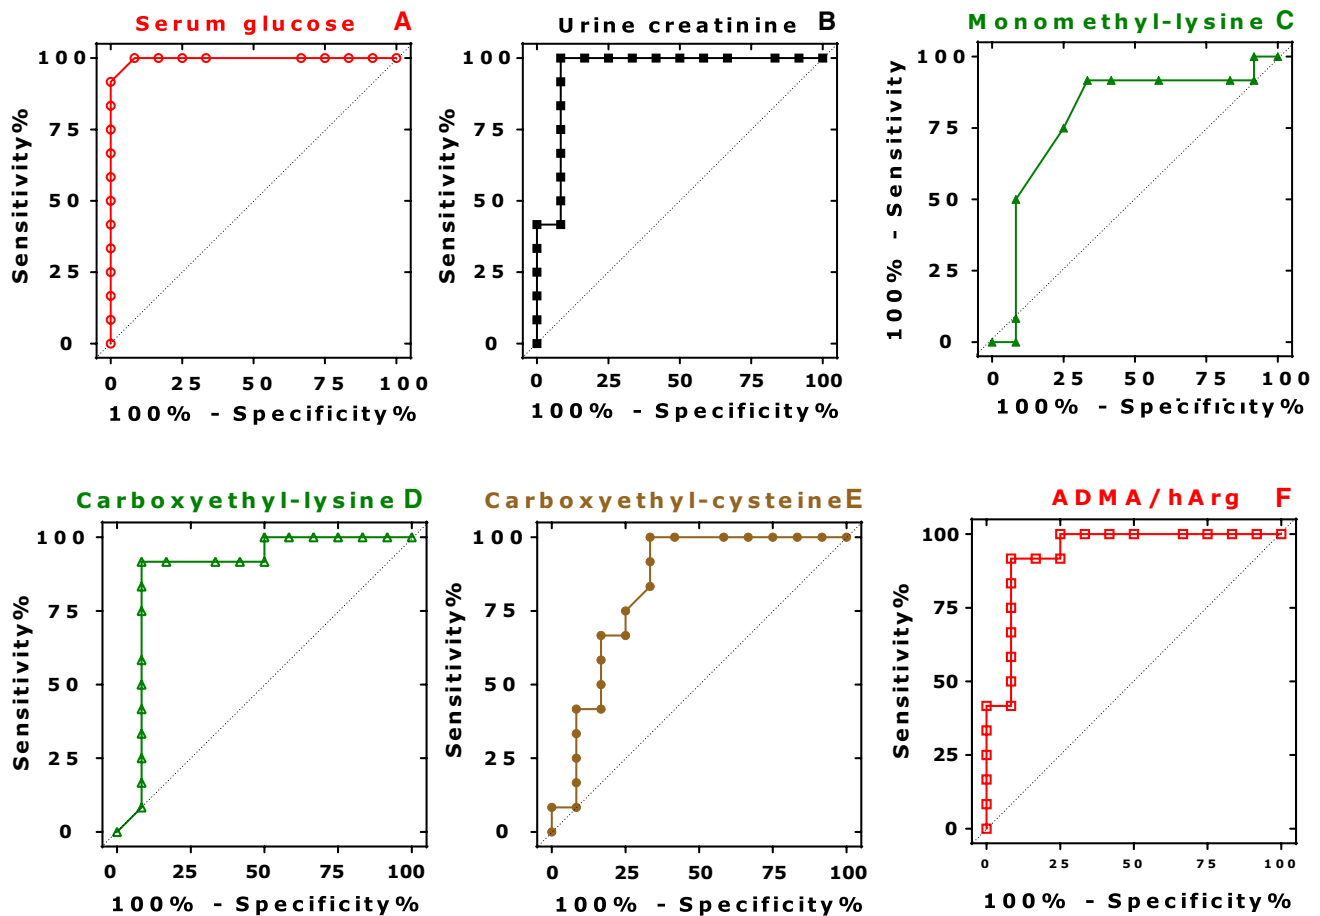 Serum glucose A
100
75
50
25
0
Sensitivity%
0 25 50 75 100
100% - Specificity%
Urine creatinine B
100
75
50
25
0
Sensitivity%
0 25 50 75 100
100% - Specificity%
Monomethyl-lysine C
100
75
50
25
0
100% - Sensitivity
0 25 50 75 100
100% - Specificity%
Carboxyethyl-lysine D
100
75
50
25
0
Sensitivity%
0 25 50 75 100
100% - Specificity%
Carboxyethyl-cysteine E
100
75
50
25
0
Sensitivity%
0 25 50 75 100
100% - Specificity%
ADMA/hArg F
100
75
50
25
0
Sensitivity%
0 25 50 75 100
100% - Specificity%